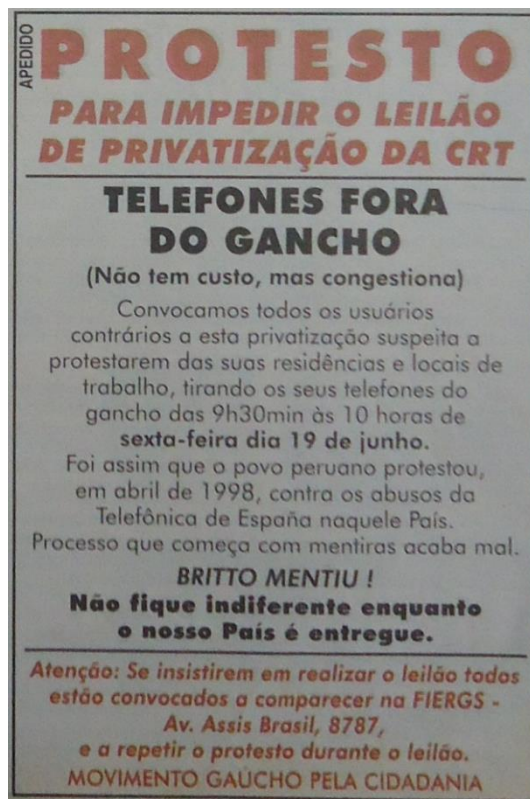 APEDIDO
PROTESTO
PARA IMPEDIR O LEILÃO
DE PRIVATIZAÇÃO DA CRT
TELEFONES FORA
DO GANCHO
(Não tem custo, mas congestiona)
Convocamos todos os usuários
contrários a esta privatização suspeita a
protestarem das suas residências e locais de
trabalho, tirando os seus telefones do
gancho das 9h30min às 10 horas de
sexta-feira dia 19 de junho.
Foi assim que o povo peruano protestou,
em abril de 1998, contra os abusos da
Telefônica de España naquele País.
Processo que começa com mentiras acaba mal.
BRITTO MENTIU !
Não fique indiferente enquanto
o nosso País é entregue.
Atenção: Se insistirem em realizar o leilão todos
estão convocados a comparecer na FIERGS -
Av. Assis Brasil, 8787,
e a repetir o protesto durante o leilão.
MOVIMENTO GAÚCHO PELA CIDADANIA